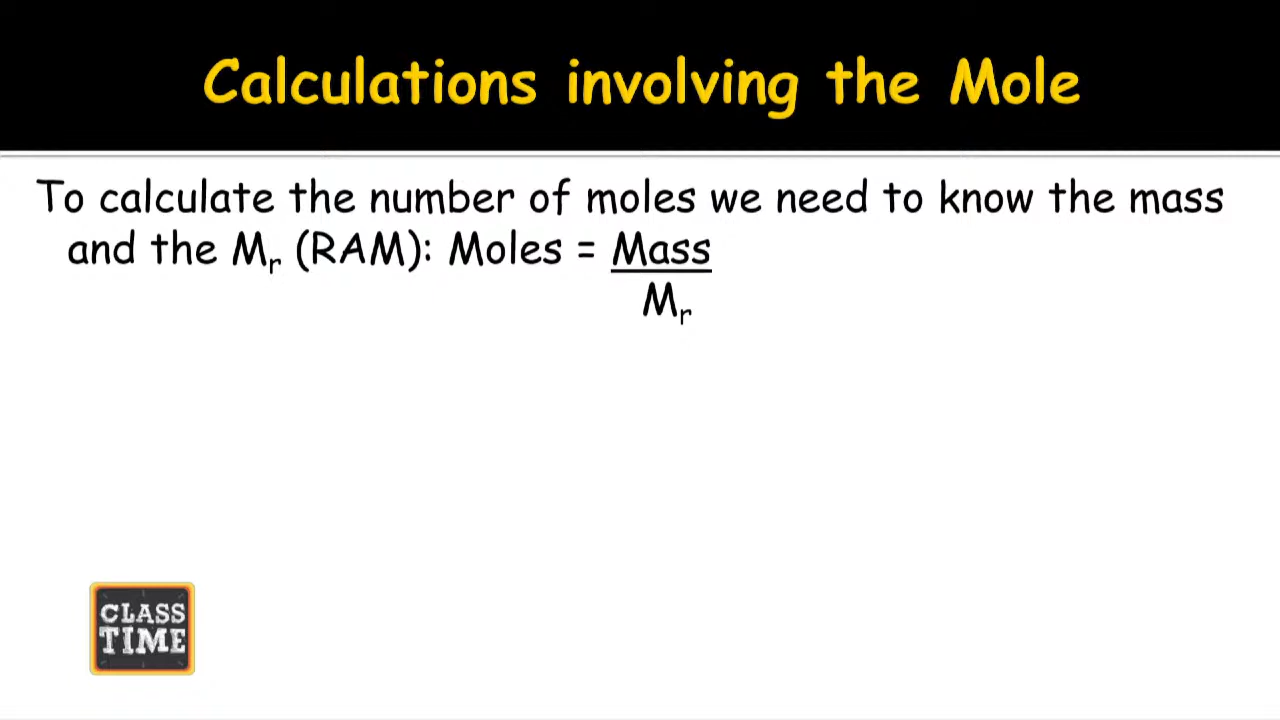 Calculations involving the Mole
To calculate the number of moles we need to know the mass
and the Mr (RAM): Moles = Mass
Mr
CLASS
TIME